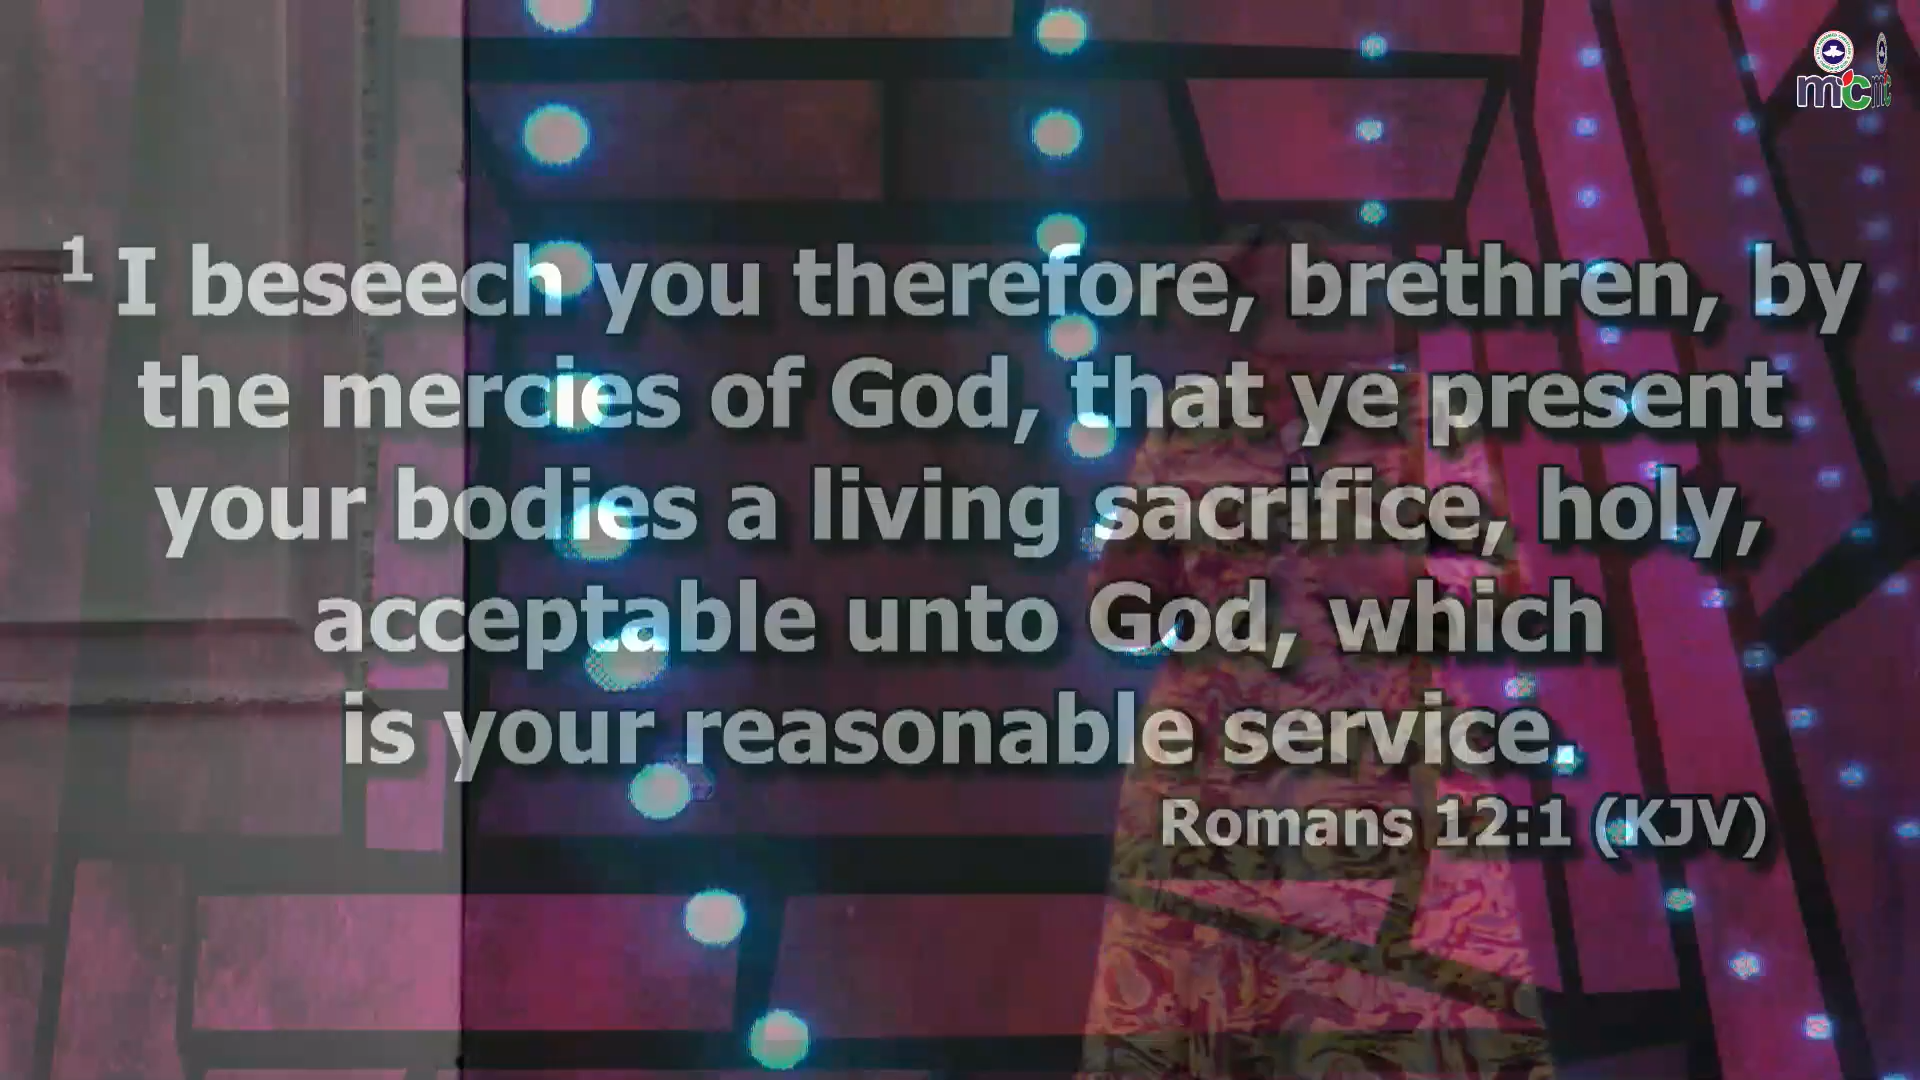 1 I beseech you therefore, brethren, by
the mercies of God, that ye present
your bodies a living sacrifice, holy,
acceptable unto God, which
is your reasonable service.
Romans 12:1 (KJV)
mcc